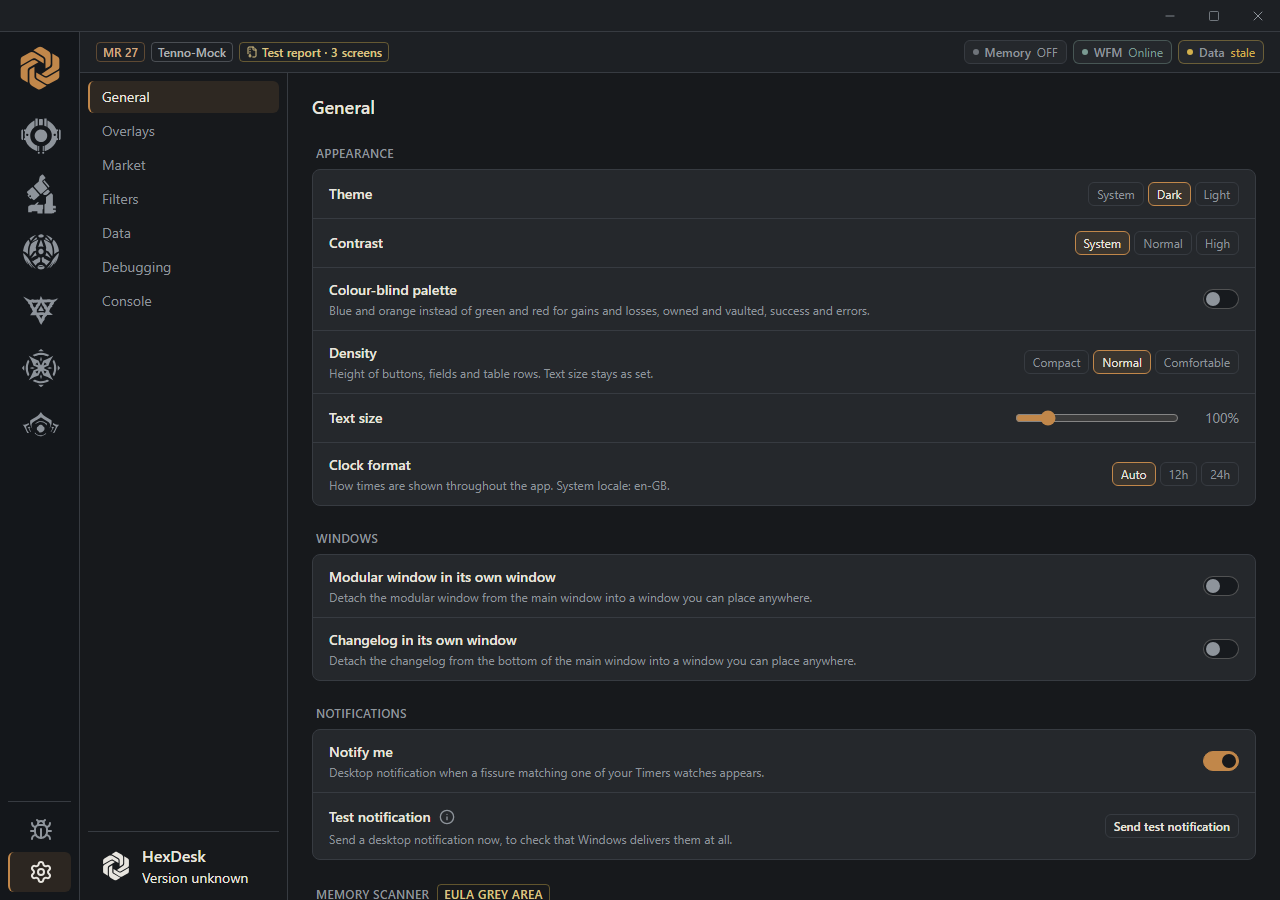 MR 27
Tenno-Mock
Test report · 3 screens
Memory OFF
WFM Online
Data stale
General
Overlays
Market
Filters
Data
Debugging
Console
HexDesk
Version unknown
General
APPEARANCE
Theme
System Dark Light
Contrast
System Normal High
Colour-blind palette
Blue and orange instead of green and red for gains and losses, owned and vaulted, success and errors.
Density
Height of buttons, fields and table rows. Text size stays as set.
Compact Normal Comfortable
Text size
100%
Clock format
How times are shown throughout the app. System locale: en-GB.
Auto 12h 24h
WINDOWS
Modular window in its own window
Detach the modular window from the main window into a window you can place anywhere.
Changelog in its own window
Detach the changelog from the bottom of the main window into a window you can place anywhere.
NOTIFICATIONS
Notify me
Desktop notification when a fissure matching one of your Timers watches appears.
Test notification
Send a desktop notification now, to check that Windows delivers them at all.
Send test notification
MEMORY SCANNER EULA GREY AREA